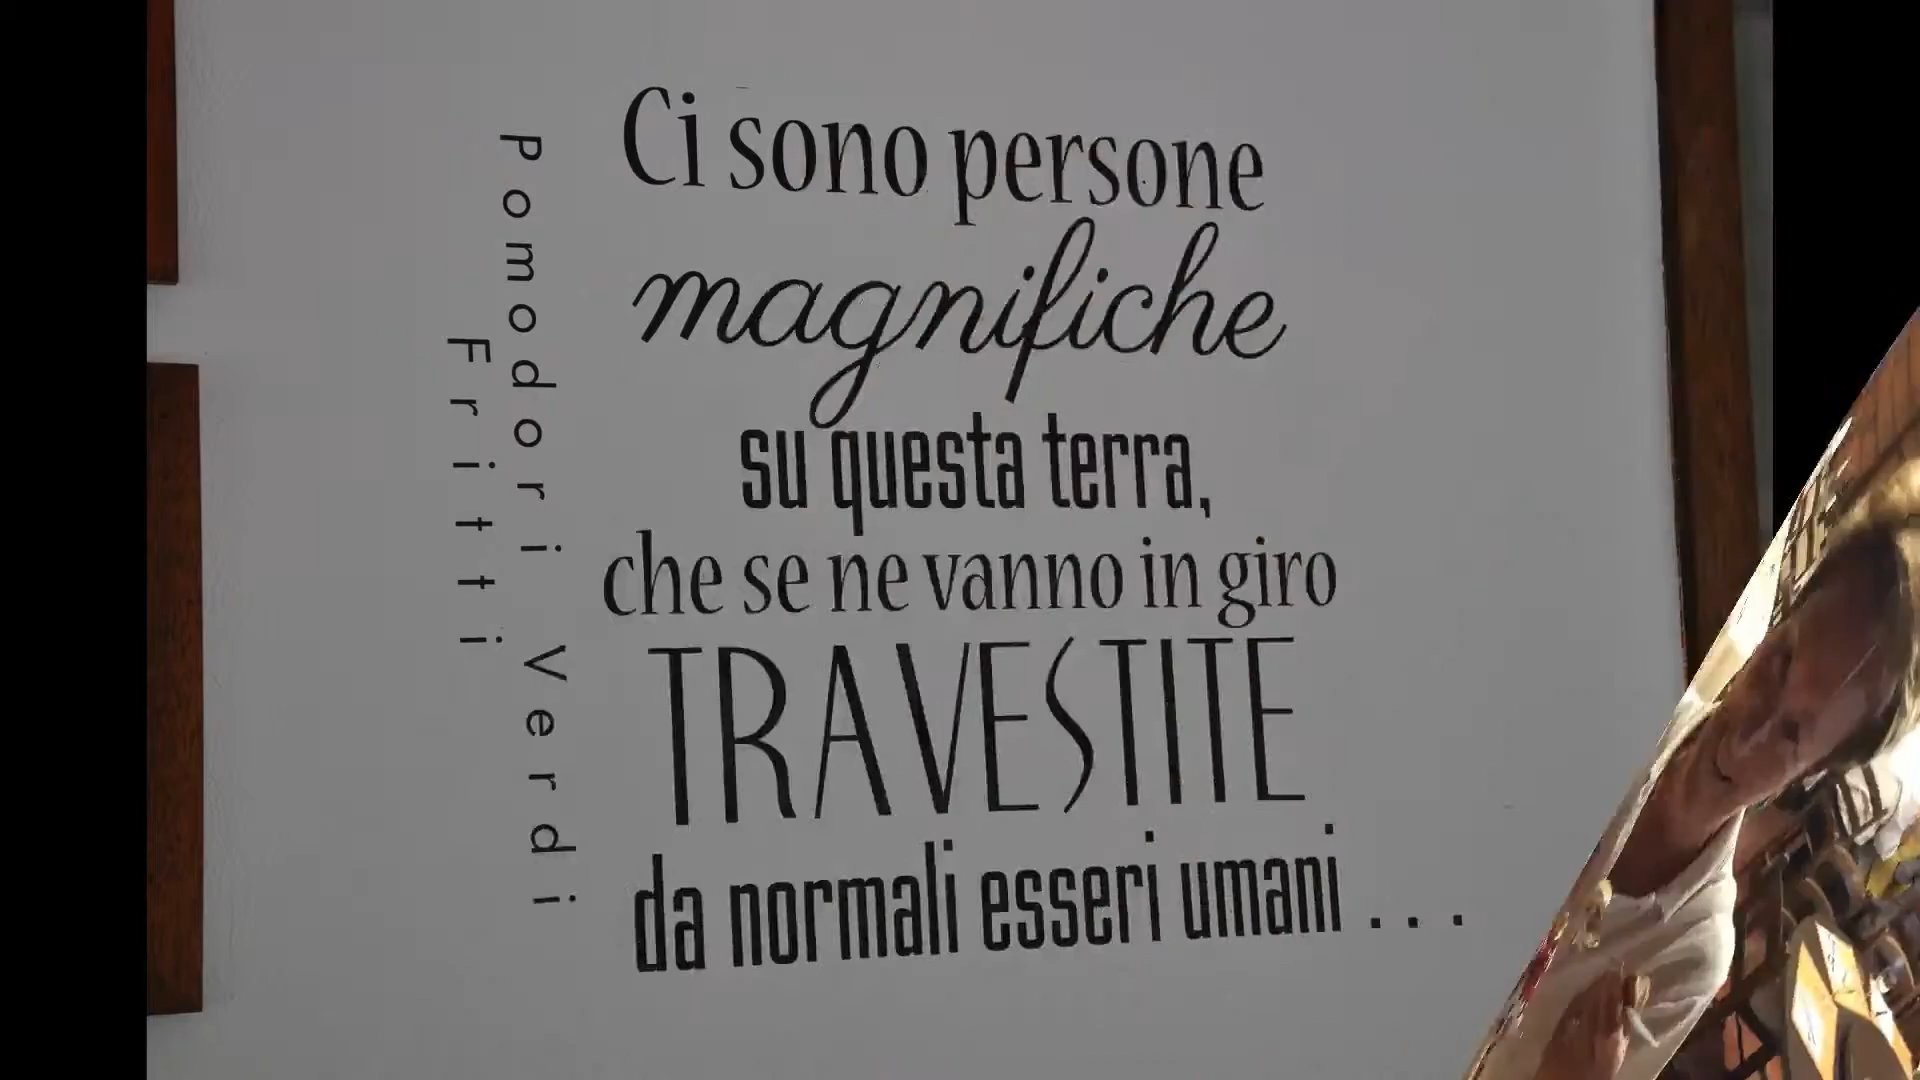 Ci sono persone
magnifiche
su questa terra,
che se ne vanno in giro
TRAVESTITE
da normali esseri umani...
Pomodori Verdi
Fritti